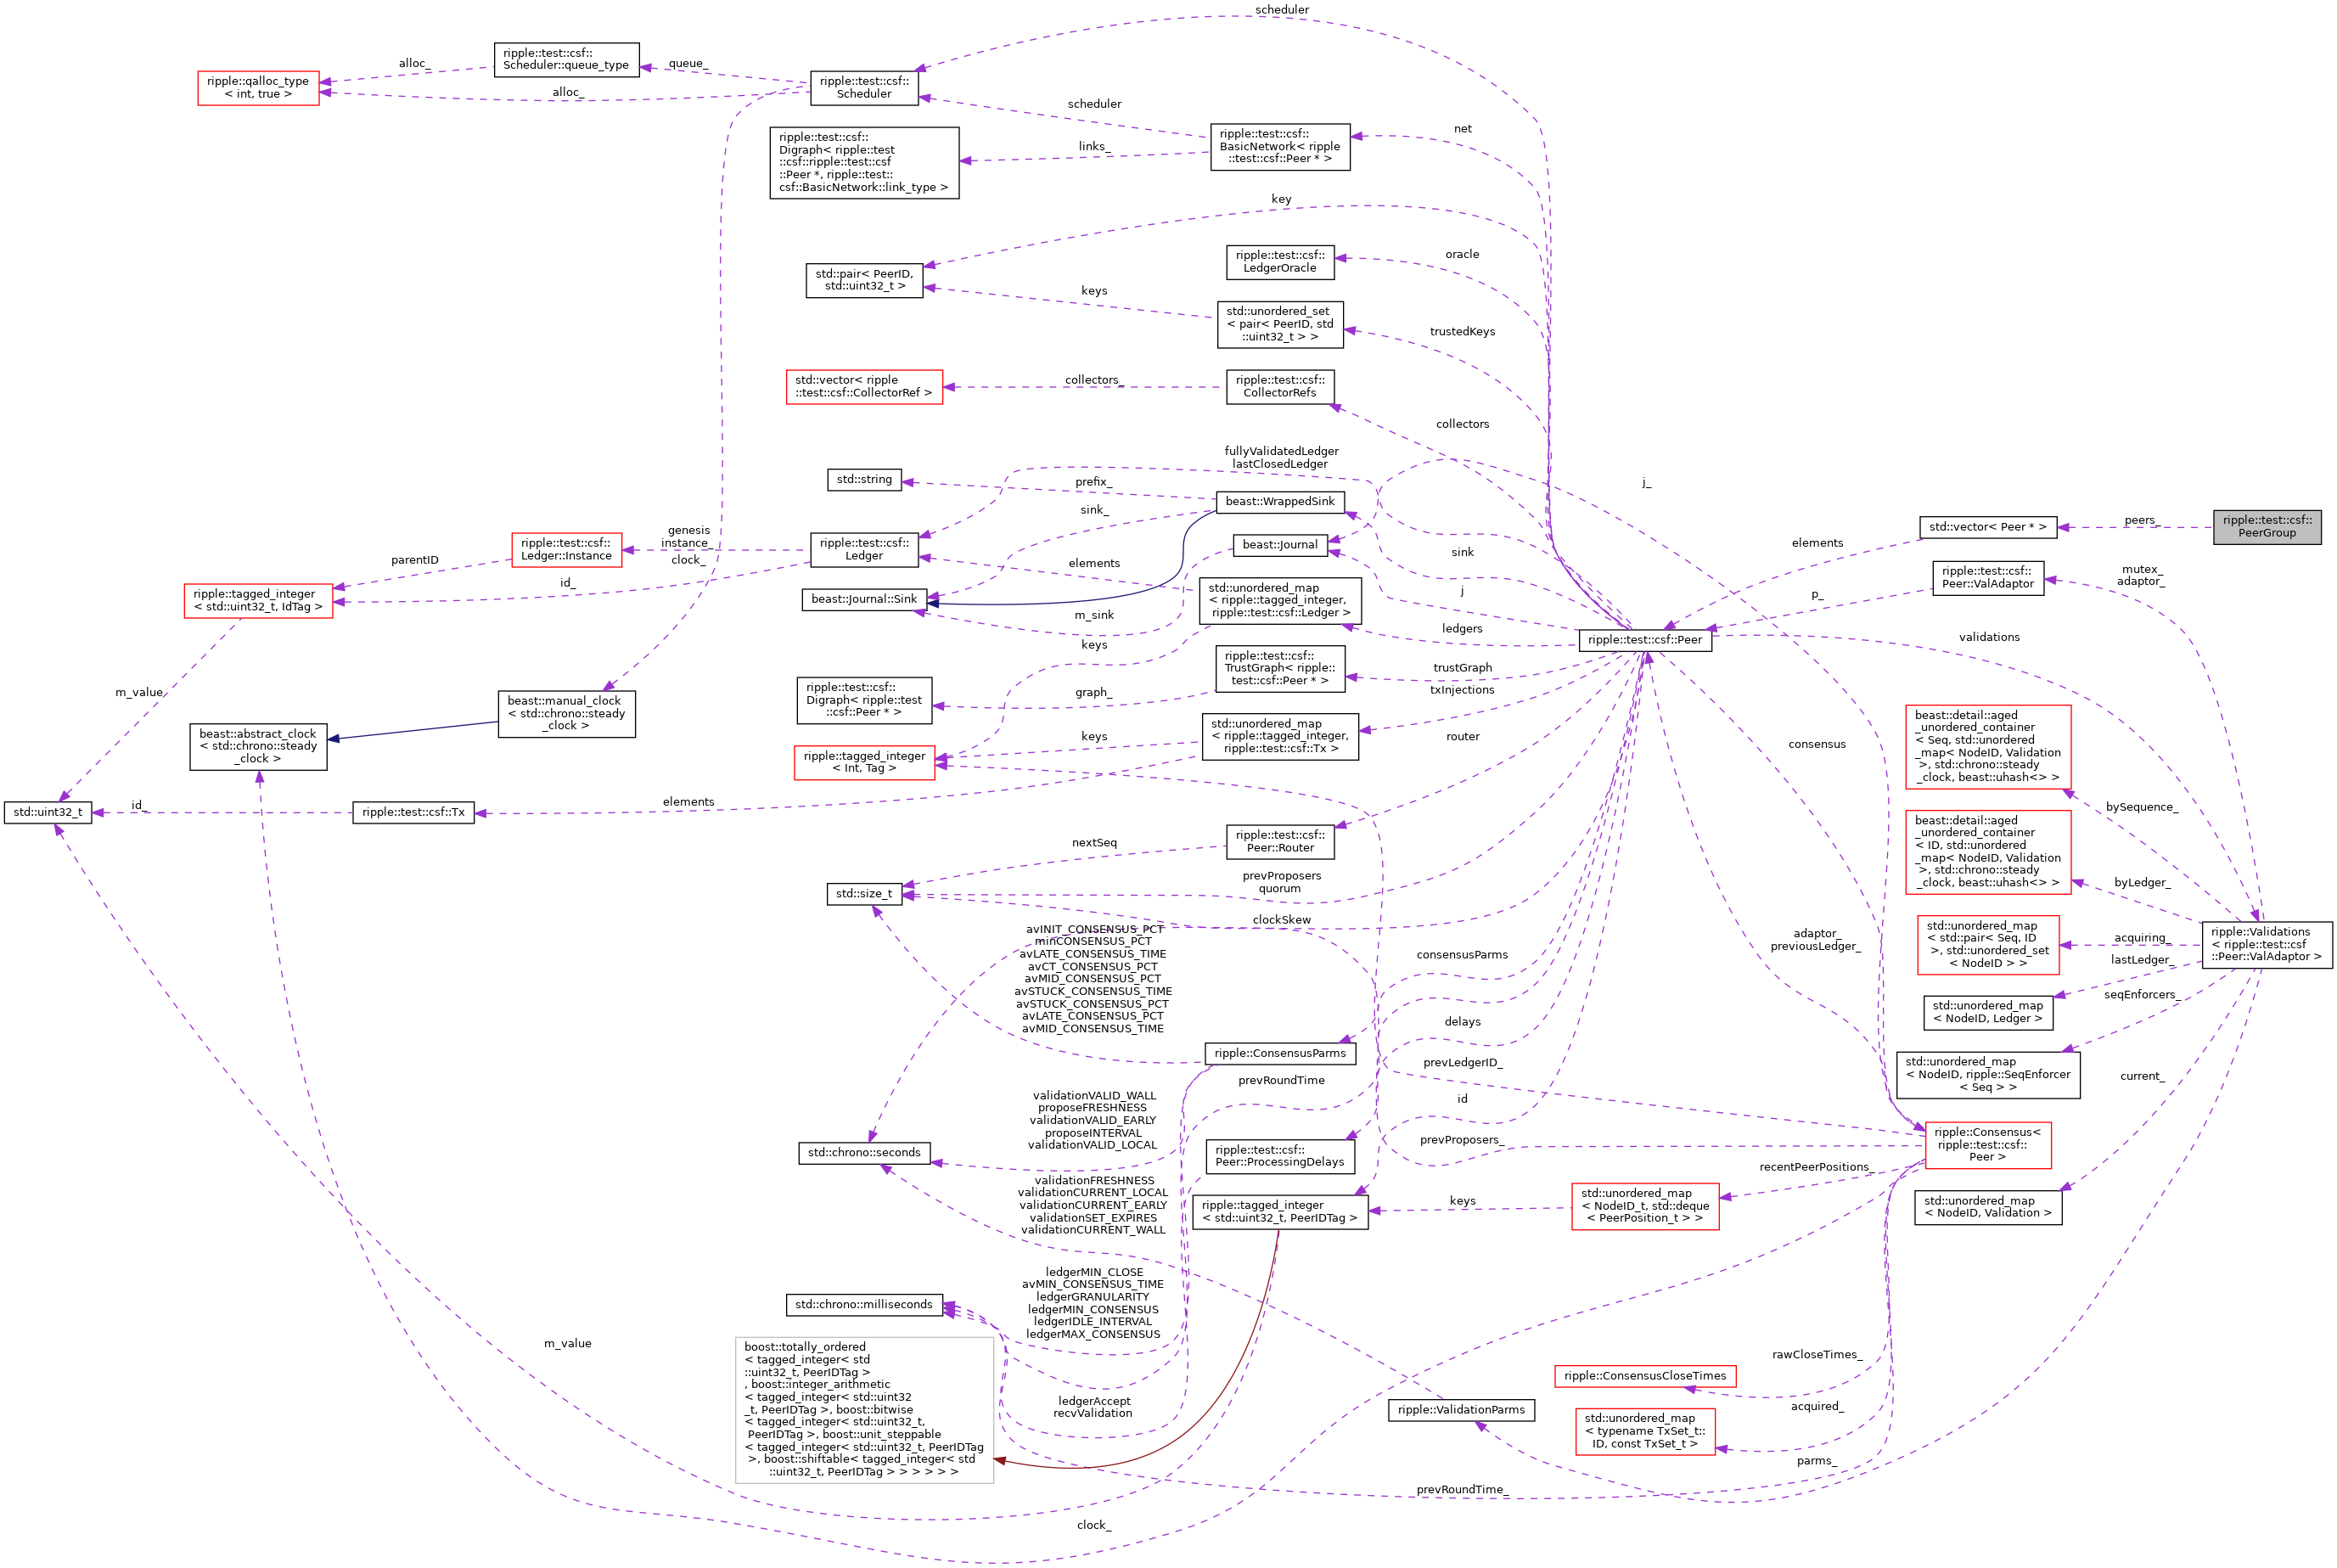 scheduler
ripple::test::csf::
Scheduler::queue_type
alloc_
queue_
ripple::qalloc_type
< int, true >
alloc_
ripple::test::csf::
Scheduler
scheduler
ripple::test::csf::
BasicNetwork< ripple
::test::csf::Peer * >
net
ripple::test::csf::
Digraph< ripple::test
::csf::ripple::test::csf
::Peer *, ripple::test::
csf::BasicNetwork::link_type >
links_
key
std::pair< PeerID,
std::uint32_t >
ripple::test::csf::
LedgerOracle
oracle
keys
std::unordered_set
< pair< PeerID, std
::uint32_t > >
trustedKeys
std::vector< ripple
::test::csf::CollectorRef >
collectors_
ripple::test::csf::
CollectorRefs
collectors
fullyValidatedLedger
lastClosedLedger
std::string
prefix_
beast::WrappedSink
j_
sink_
sink
genesis
instance_
clock_
ripple::test::csf::
Ledger::Instance
ripple::test::csf::
Ledger
beast::Journal
std::vector< Peer * >
peers_
ripple::test::csf::
PeerGroup
elements
parentID
id_
elements
ripple::tagged_integer
< std::uint32_t, IdTag >
beast::Journal::Sink
m_sink
std::unordered_map
< ripple::tagged_integer,
ripple::test::csf::Ledger >
j
ledgers
ripple::test::csf::
Peer::ValAdaptor
p_
mutex_
adaptor_
ripple::test::csf::Peer
validations
keys
ripple::test::csf::
TrustGraph< ripple::
test::csf::Peer * >
trustGraph
m_value
ripple::test::csf::
Digraph< ripple::test
::csf::Peer * >
graph_
txInjections
beast::manual_clock
< std::chrono::steady
_clock >
beast::abstract_clock
< std::chrono::steady
_clock >
std::unordered_map
< ripple::tagged_integer,
ripple::test::csf::Tx >
keys
router
ripple::tagged_integer
< Int, Tag >
consensus
beast::detail::aged
_unordered_container
< Seq, std::unordered
_map< NodeID, Validation
>, std::chrono::steady
_clock, beast::uhash<> >
bySequence_
std::uint32_t
id_
ripple::test::csf::Tx
elements
ripple::test::csf::
Peer::Router
nextSeq
beast::detail::aged
_unordered_container
< ID, std::unordered
_map< NodeID, Validation
>, std::chrono::steady
_clock, beast::uhash<> >
byLedger_
std::size_t
prevProposers
quorum
clockSkew
avINIT_CONSENSUS_PCT
minCONSENSUS_PCT
avLATE_CONSENSUS_TIME
avCT_CONSENSUS_PCT
avMID_CONSENSUS_PCT
avSTUCK_CONSENSUS_TIME
avSTUCK_CONSENSUS_PCT
avLATE_CONSENSUS_PCT
avMID_CONSENSUS_TIME
consensusParms
adaptor_
previousLedger_
std::unordered_map
< std::pair< Seq, ID
>, std::unordered_set
< NodeID > >
acquiring_
ripple::Validations
< ripple::test::csf
::Peer::ValAdaptor >
lastLedger_
seqEnforcers_
std::unordered_map
< NodeID, Ledger >
delays
ripple::ConsensusParms
prevLedgerID_
std::unordered_map
< NodeID, ripple::SeqEnforcer
< Seq > >
current_
prevRoundTime
validationVALID_WALL
proposeFRESHNESS
validationVALID_EARLY
proposeINTERVAL
validationVALID_LOCAL
id
std::chrono::seconds
ripple::test::csf::
Peer::ProcessingDelays
prevProposers_
ripple::Consensus<
ripple::test::csf::
Peer >
recentPeerPositions_
validationFRESHNESS
validationCURRENT_LOCAL
validationCURRENT_EARLY
validationSET_EXPIRES
validationCURRENT_WALL
ripple::tagged_integer
< std::uint32_t, PeerIDTag >
keys
std::unordered_map
< NodeID_t, std::deque
< PeerPosition_t > >
std::unordered_map
< NodeID, Validation >
ledgerMIN_CLOSE
avMIN_CONSENSUS_TIME
ledgerGRANULARITY
ledgerMIN_CONSENSUS
ledgerIDLE_INTERVAL
ledgerMAX_CONSENSUS
std::chrono::milliseconds
m_value
boost::totally_ordered
< tagged_integer< std
::uint32_t, PeerIDTag >
, boost::integer_arithmetic
< tagged_integer< std::uint32
_t, PeerIDTag >, boost::bitwise
< tagged_integer< std::uint32_t,
PeerIDTag >, boost::unit_steppable
< tagged_integer< std::uint32_t, PeerIDTag
>, boost::shiftable< tagged_integer< std
::uint32_t, PeerIDTag > > > > > >
ledgerAccept
recvValidation
rawCloseTimes_
ripple::ConsensusCloseTimes
ripple::ValidationParms
acquired_
std::unordered_map
< typename TxSet_t::
ID, const TxSet_t >
parms_
prevRoundTime_
clock_